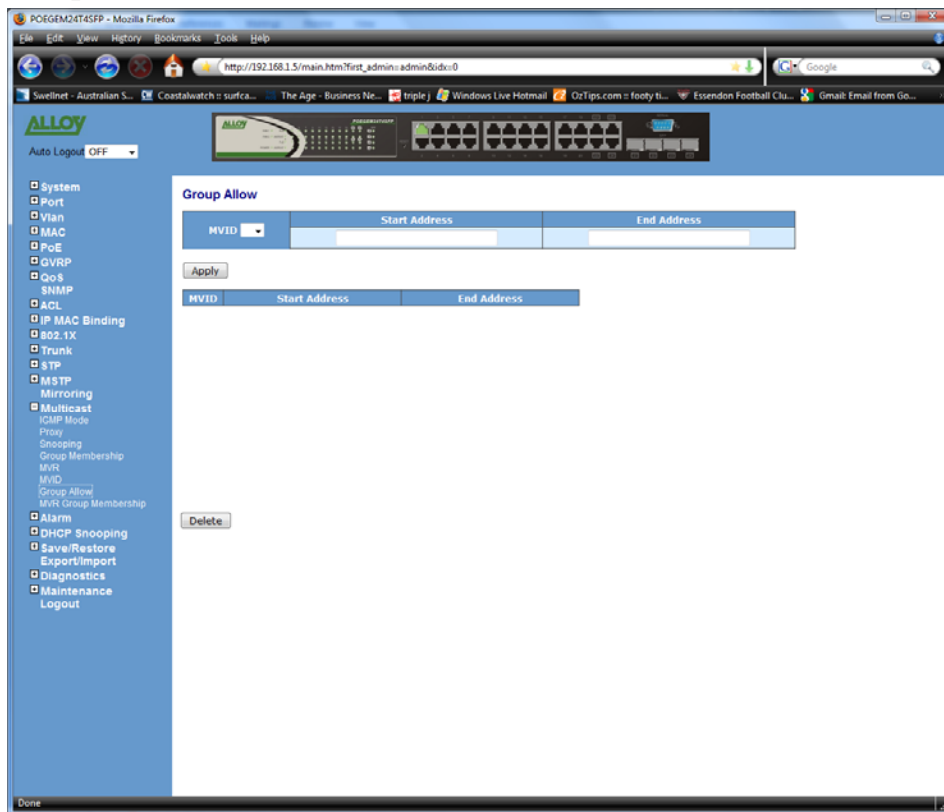 POEGEM24T4SFP - Mozilla Firefox
File Edit View History Bookmarks Tools Help
http://192.168.1.5/main.htm?first_admin=admin&idx=0
Google
Swellnet - Australian S... Coastalwatch :: surfca... The Age - Business Ne... triple j Windows Live Hotmail OzTips.com :: footy ti... Essendon Football Clu... Gmail: Email from Go...
ALLOY
Auto Logout OFF
ALLOY
System
Port
Vlan
MAC
PoE
GVRP
QoS
SNMP
ACL
IP MAC Binding
802.1X
Trunk
STP
MSTP
Mirroring
Multicast
IGMP Mode
Proxy
Snooping
Group Membership
MVR
MVID
Group Allow
MVR Group Membership
Alarm
DHCP Snooping
Save/Restore
Export/Import
Diagnostics
Maintenance
Logout
Group Allow
MVID Start Address End Address
Apply
MVID Start Address End Address
Delete
Done